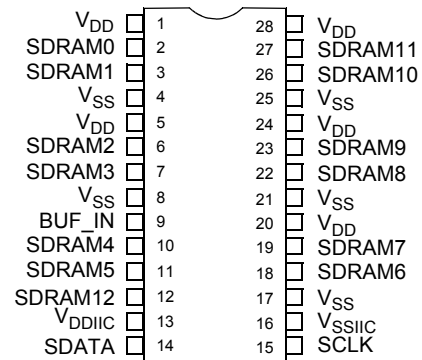 VDD 1 28 VDD
SDRAM0 2 27 SDRAM11
SDRAM1 3 26 SDRAM10
VSS 4 25 VSS
VDD 5 24 VDD
SDRAM2 6 23 SDRAM9
SDRAM3 7 22 SDRAM8
VSS 8 21 VSS
BUF_IN 9 20 VDD
SDRAM4 10 19 SDRAM7
SDRAM5 11 18 SDRAM6
SDRAM12 12 17 VSS
VDDIIC 13 16 VSSIIC
SDATA 14 15 SCLK